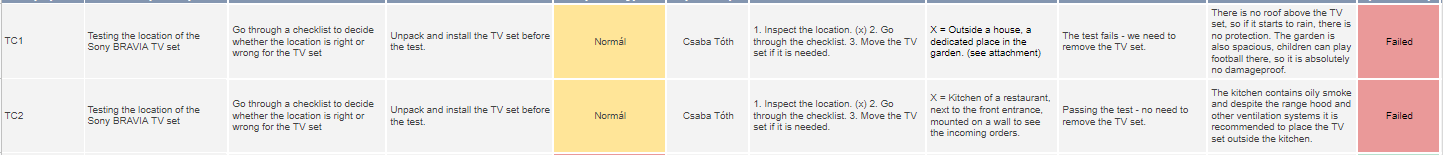 TC1
Testing the location of the
Sony BRAVIA TV set
Go through a checklist to decide
whether the location is right or
wrong for the TV set
Unpack and install the TV set before
the test.
Normál
Csaba Tóth
1. Inspect the location. (x) 2. Go
through the checklist. 3. Move the TV
set if it is needed.
X = Outside a house, a
dedicated place in the
garden. (see attachment)
The test fails - we need to
remove the TV set.
There is no roof above the TV
set, so if it starts to rain, there is
no protection. The garden is
also spacious, children can play
football there, so it is absolutely
no damageproof.
Failed
TC2
Testing the location of the
Sony BRAVIA TV set
Go through a checklist to decide
whether the location is right or
wrong for the TV set
Unpack and install the TV set before
the test.
Normál
Csaba Tóth
1. Inspect the location. (x) 2. Go
through the checklist. 3. Move the TV
set if it is needed.
X = Kitchen of a restaurant,
next to the front entrance,
mounted on a wall to see
the incoming orders.
Passing the test - no need to
remove the TV set.
The kitchen contains oily smoke
and despite the range hood and
other ventilation systems it is
recommended to place the TV
set outside the kitchen.
Failed